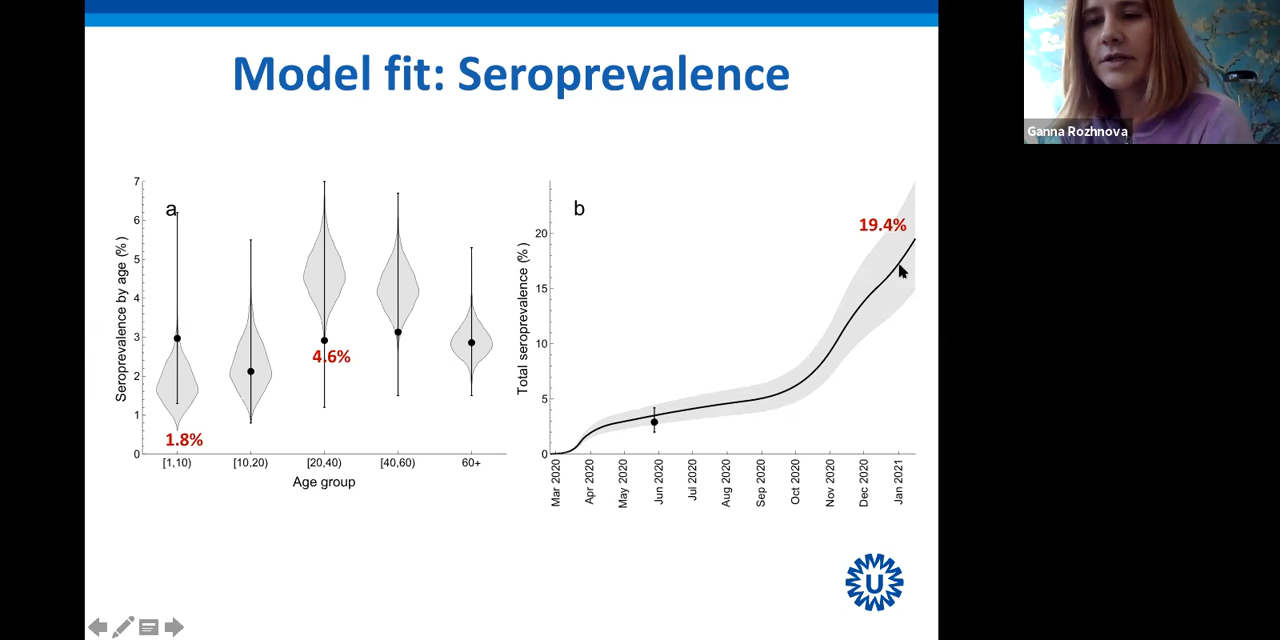 Model fit: Seroprevalence
Ganna Rozhnova
a
Seroprevalence by age (%)
7
6
5
4
3
2
1
0
4.6%
1.8%
[1,10)
[10,20)
[20,40)
[40,60)
60+
Age group
b
Total seroprevalence (%)
20
15
10
5
0
19.4%
Mar 2020
Apr 2020
May 2020
Jun 2020
Jul 2020
Aug 2020
Sep 2020
Oct 2020
Nov 2020
Dec 2020
Jan 2021
U